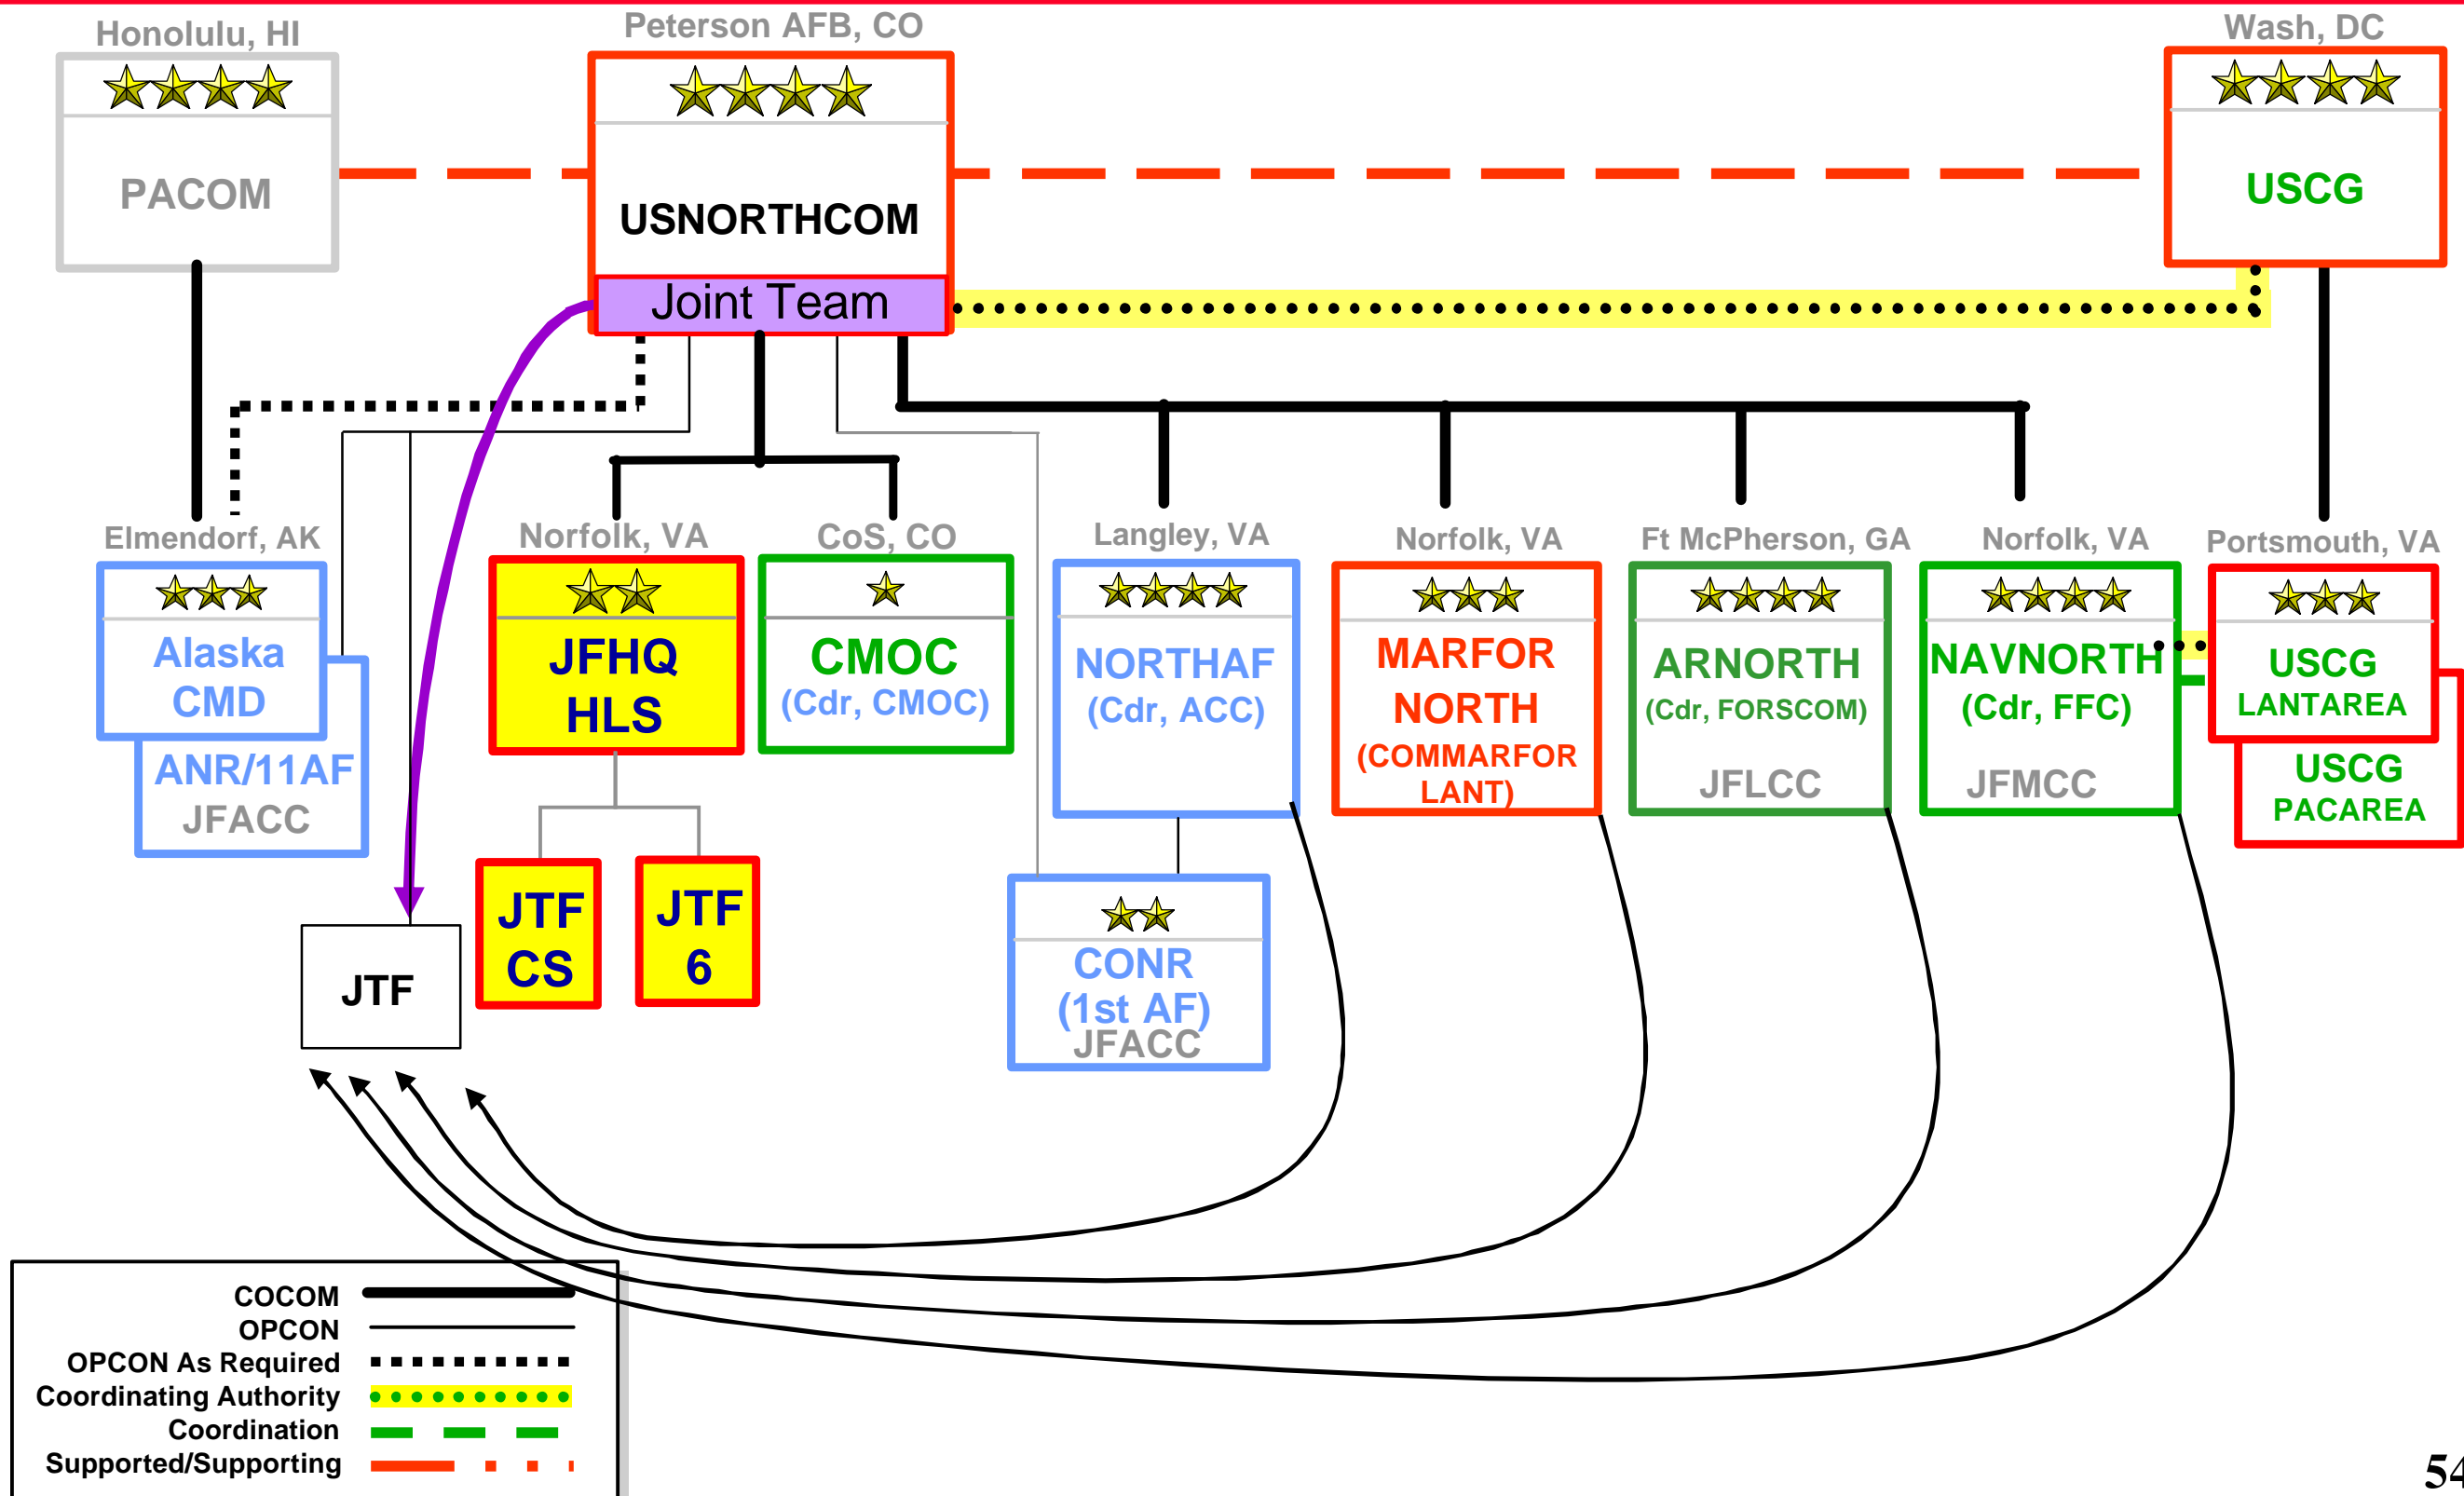 Honolulu, HI
Peterson AFB, CO
Wash, DC
PACOM
USNORTHCOM
Joint Team
USCG
Elmendorf, AK
Norfolk, VA
CoS, CO
Langley, VA
Norfolk, VA
Ft McPherson, GA
Norfolk, VA
Portsmouth, VA
Alaska
CMD
ANR/11AF
JFACC
JFHQ
HLS
CMOC
(Cdr, CMOC)
NORTHAF
(Cdr, ACC)
MARFOR
NORTH
(COMMARFOR
LANT)
ARNORTH
(Cdr, FORSCOM)
JFLCC
NAVNORTH
(Cdr, FFC)
JFMCC
USCG
LANTAREA
USCG
PACAREA
JTF
JTF
CS
JTF
6
CONR
(1st AF)
JFACC
COCOM
OPCON
OPCON As Required
Coordinating Authority
Coordination
Supported/Supporting
54